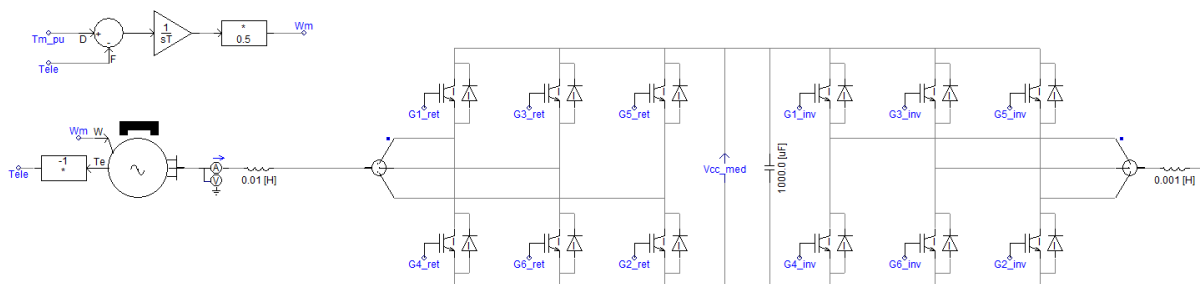 Tm_pu
D
+
-
F
Tele
1
sT
*
0.5
Wm
Wm
W
Te
-1
*
Tele
A
V
0.01 [H]
G1_ret
G3_ret
G5_ret
G4_ret
G6_ret
G2_ret
Vcc_med
1000.0 [uF]
G1_inv
G3_inv
G5_inv
G4_inv
G6_inv
G2_inv
0.001 [H]